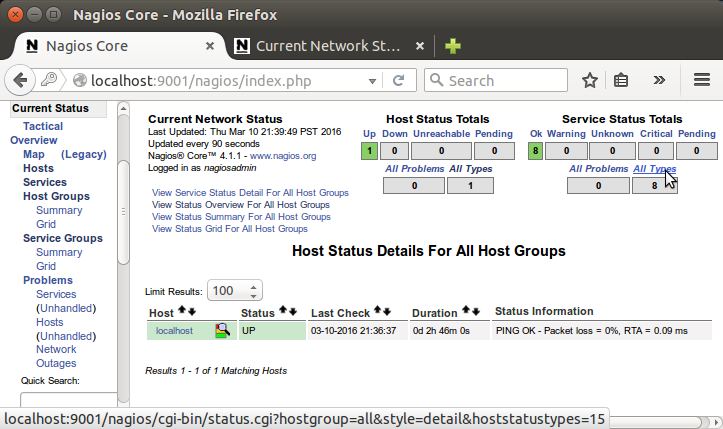 Nagios Core - Mozilla Firefox
Nagios Core
Current Network St...
localhost:9001/nagios/index.php
Search
Current Status
Tactical
Overview
Map (Legacy)
Hosts
Services
Host Groups
Summary
Grid
Service Groups
Summary
Grid
Problems
Services
(Unhandled)
Hosts
(Unhandled)
Network
Outages
Quick Search:
Current Network Status
Last Updated: Thu Mar 10 21:39:49 PST 2016
Updated every 90 seconds
Nagios® Core™ 4.1.1 - www.nagios.org
Logged in as nagiosadmin
View Service Status Detail For All Host Groups
View Status Overview For All Host Groups
View Status Summary For All Host Groups
View Status Grid For All Host Groups
Host Status Totals
Up Down Unreachable Pending
1 0 0 0
All Problems All Types
0 1
Service Status Totals
Ok Warning Unknown Critical Pending
8 0 0 0 0
All Problems All Types
0 8
Host Status Details For All Host Groups
Limit Results: 100
Host Status Last Check Duration Status Information
localhost UP 03-10-2016 21:36:37 0d 2h 46m 0s PING OK - Packet loss = 0%, RTA = 0.09 ms
Results 1 - 1 of 1 Matching Hosts
localhost:9001/nagios/cgi-bin/status.cgi?hostgroup=all&style=detail&hoststatustypes=15